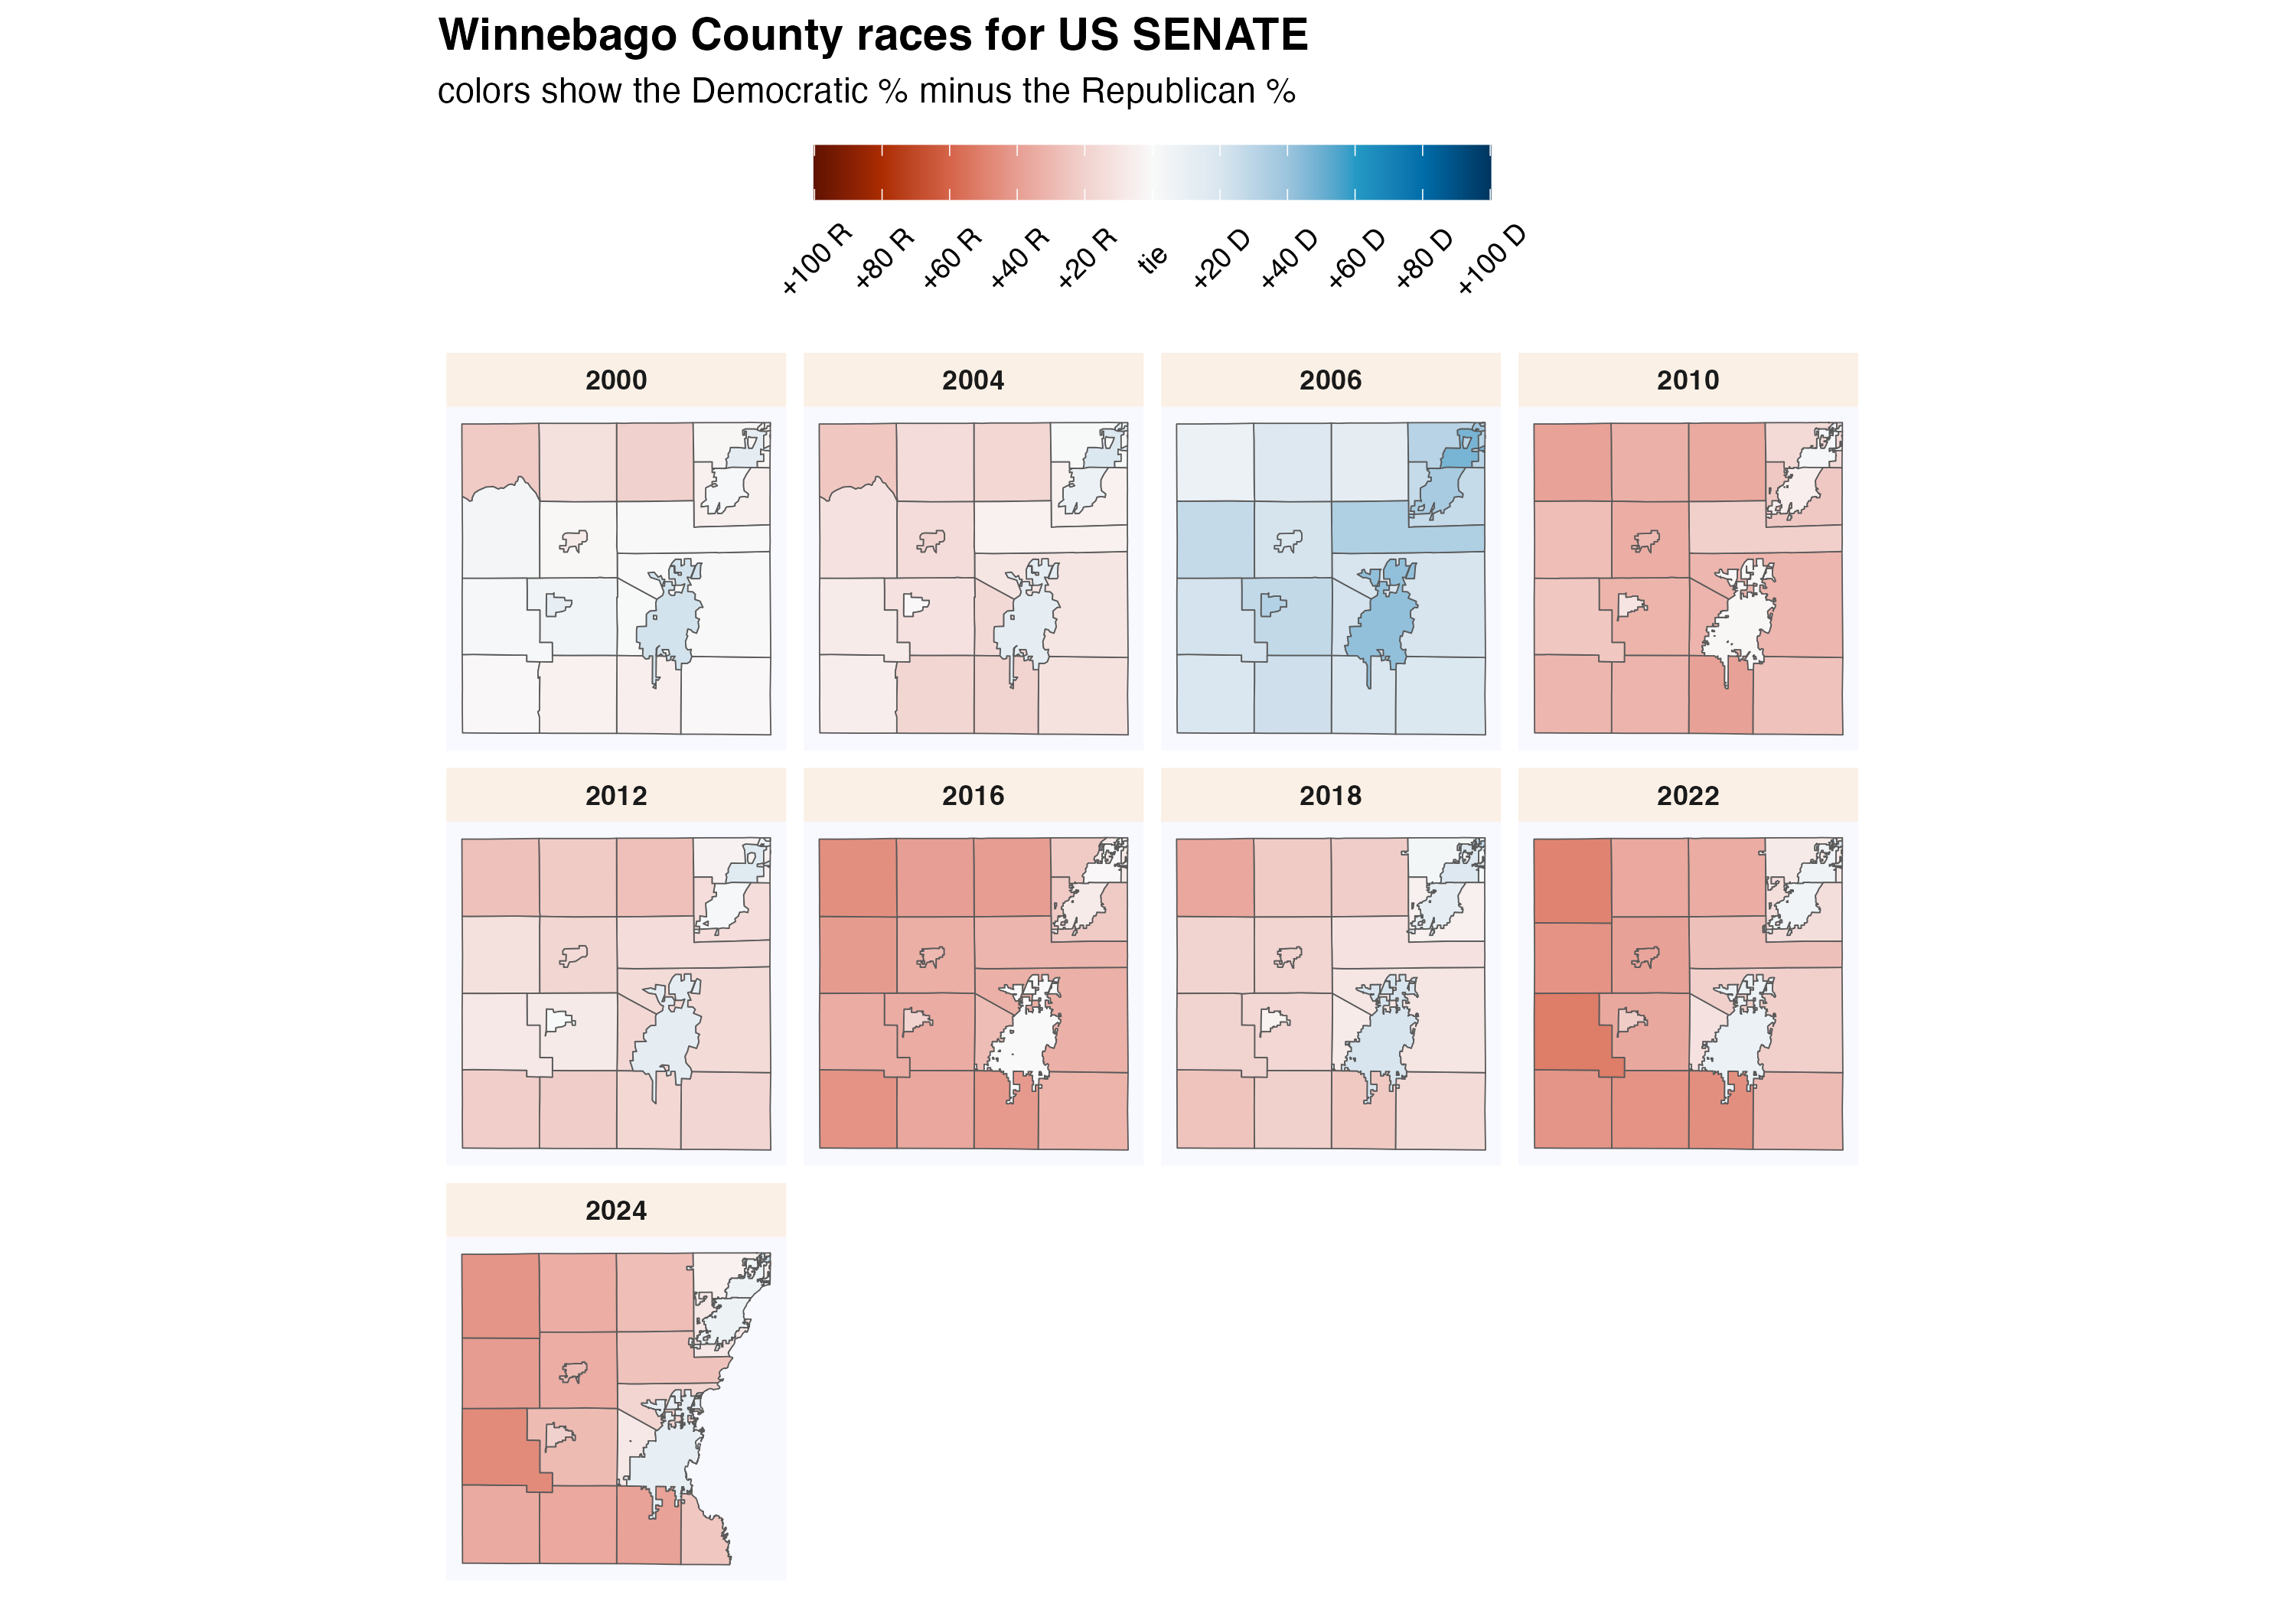 Winnebago County races for US SENATE
colors show the Democratic % minus the Republican %
+100 R
+80 R
+60 R
+40 R
+20 R
tie
+20 D
+40 D
+60 D
+80 D
+100 D
2000
2004
2006
2010
2012
2016
2018
2022
2024